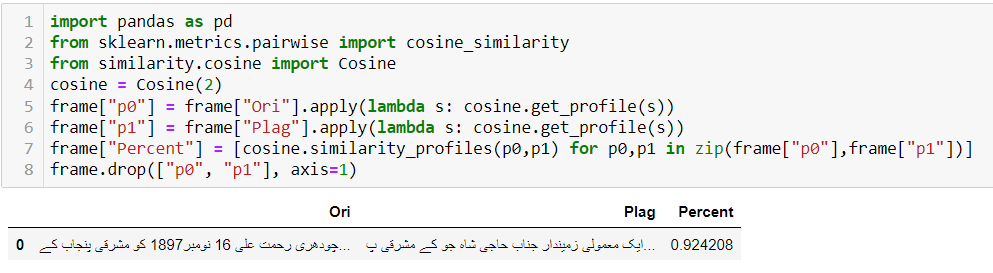 1 import pandas as pd
2 from sklearn.metrics.pairwise import cosine_similarity
3 from similarity.cosine import Cosine
4 cosine = Cosine(2)
5 frame["p0"] = frame["Ori"].apply(lambda s: cosine.get_profile(s))
6 frame["p1"] = frame["Plag"].apply(lambda s: cosine.get_profile(s))
7 frame["Percent"] = [cosine.similarity_profiles(p0,p1) for p0,p1 in zip(frame["p0"],frame["p1"])]
8 frame.drop(["p0", "p1"], axis=1)
Ori Plag Percent
0 چودھری رحمت علی 16 نومبر1897 کو مشرقی پنجاب کے... ایک معمولی زمیندار جناب حاجی شاہ جو کے مشرقی پ... 0.924208